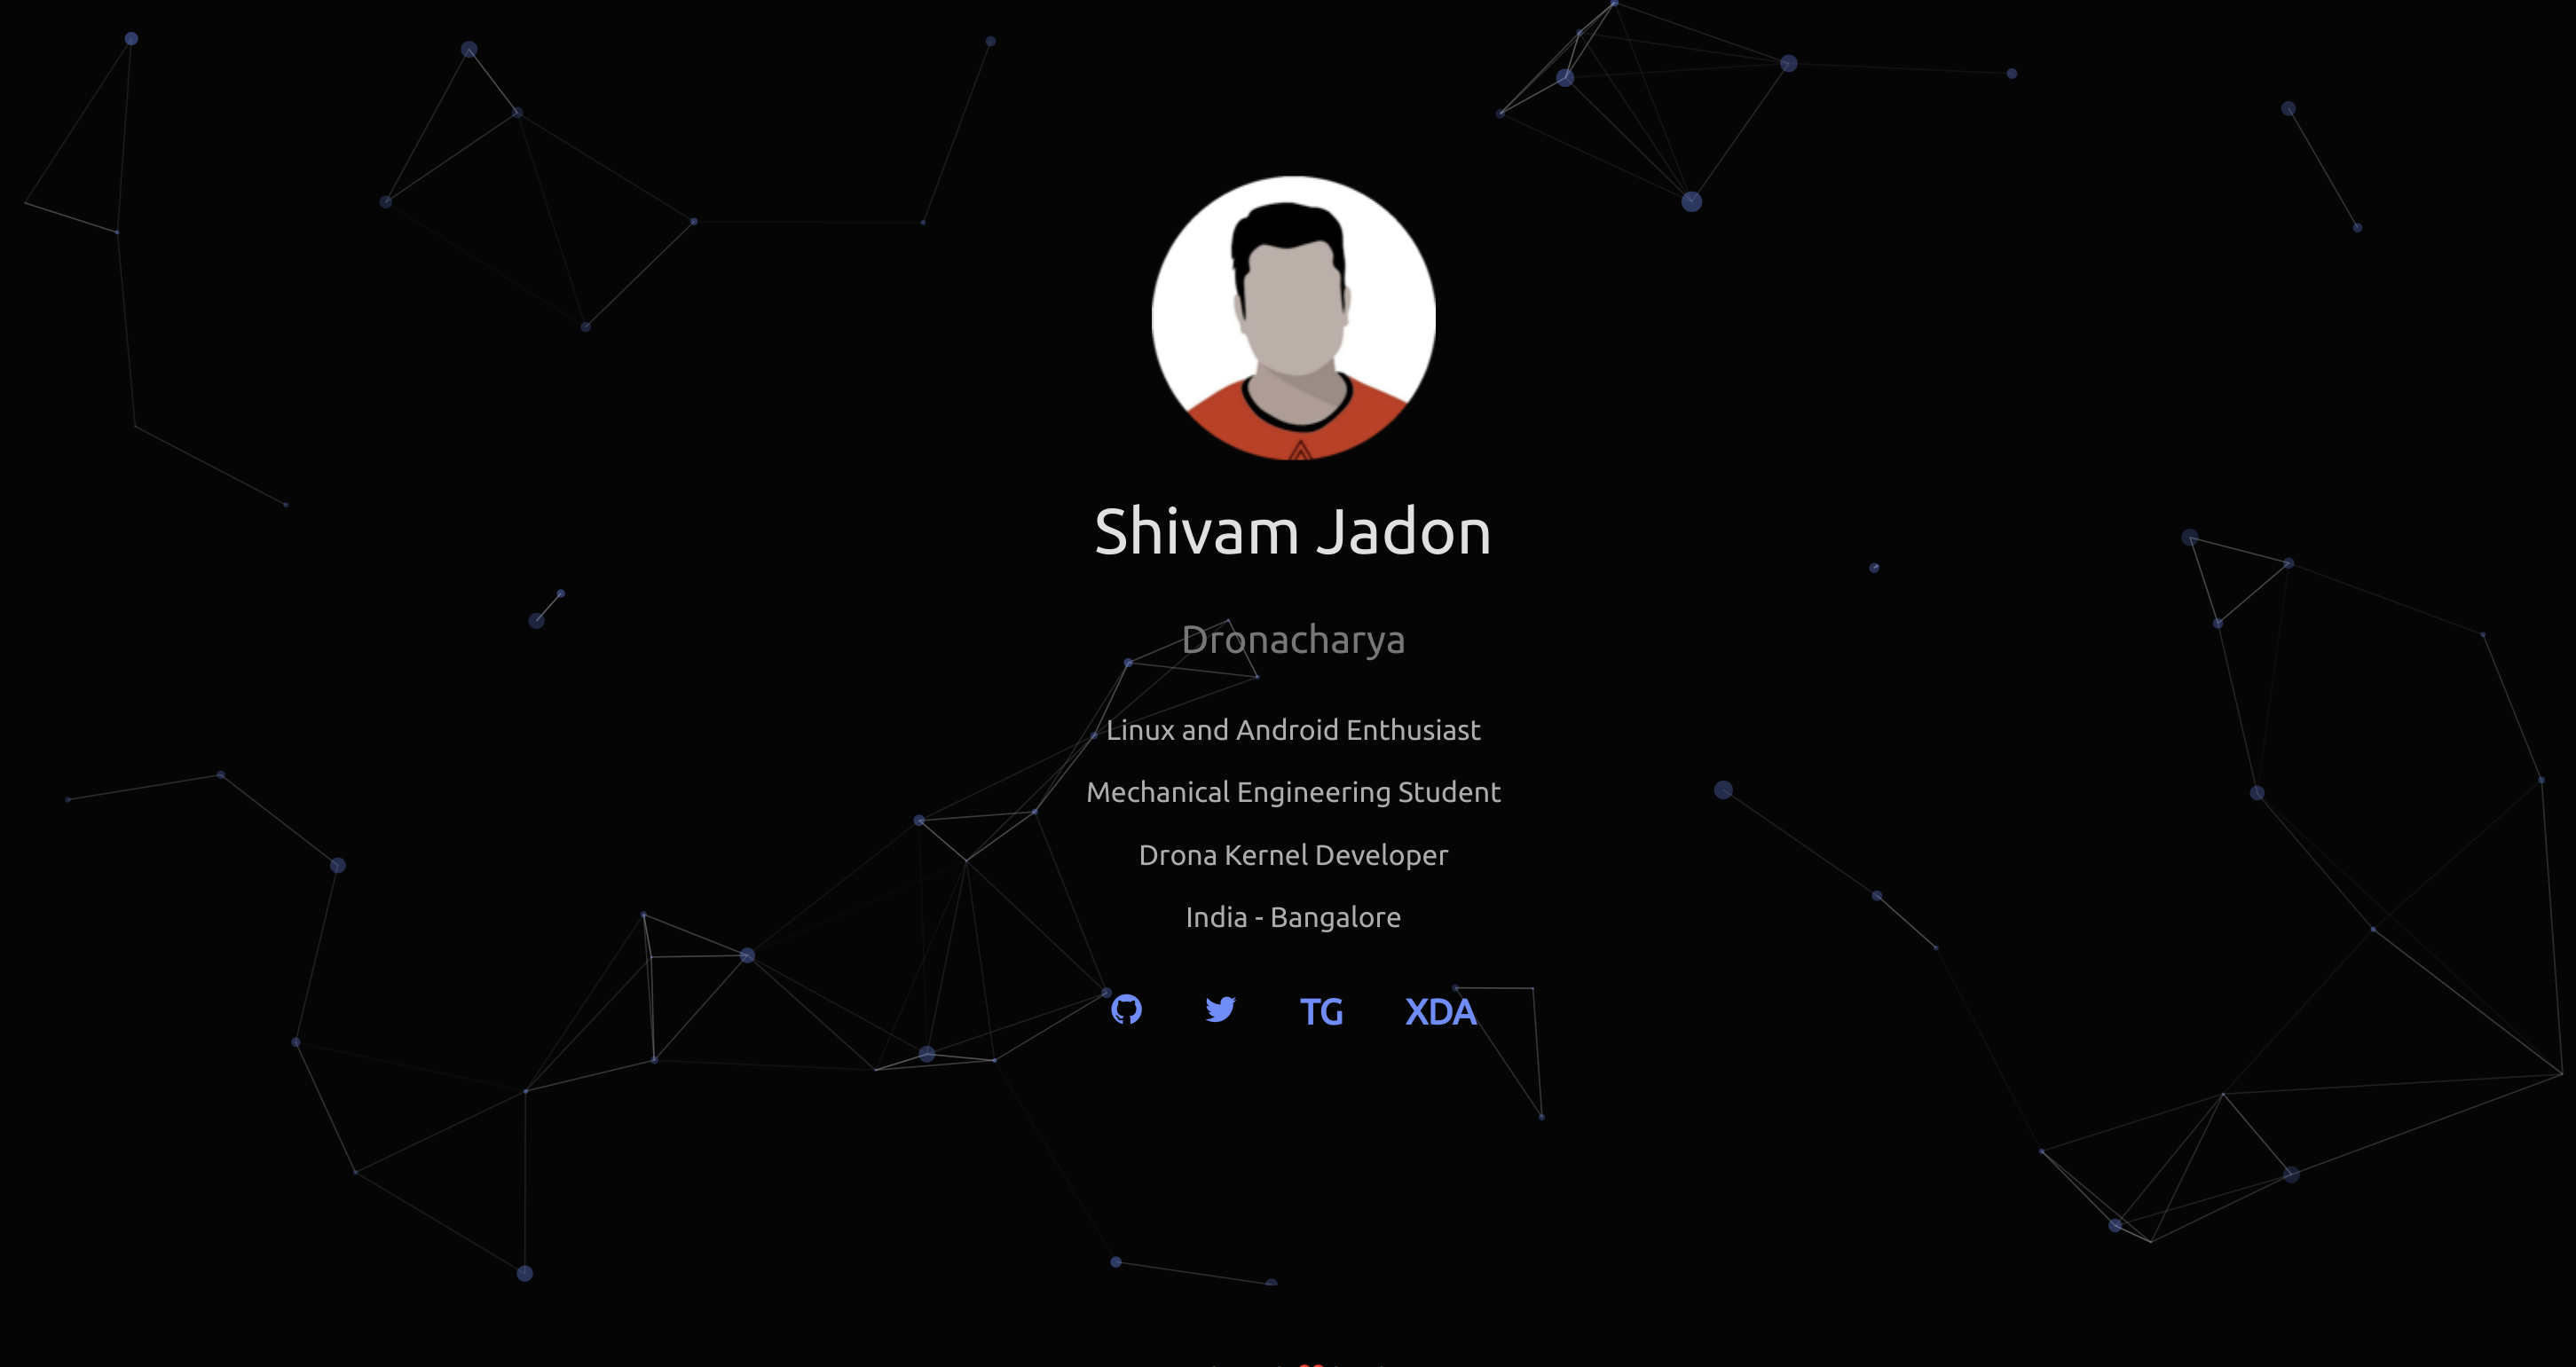 Shivam Jadon
Dronacharya
Linux and Android Enthusiast
Mechanical Engineering Student
Drona Kernel Developer
India - Bangalore
TG XDA